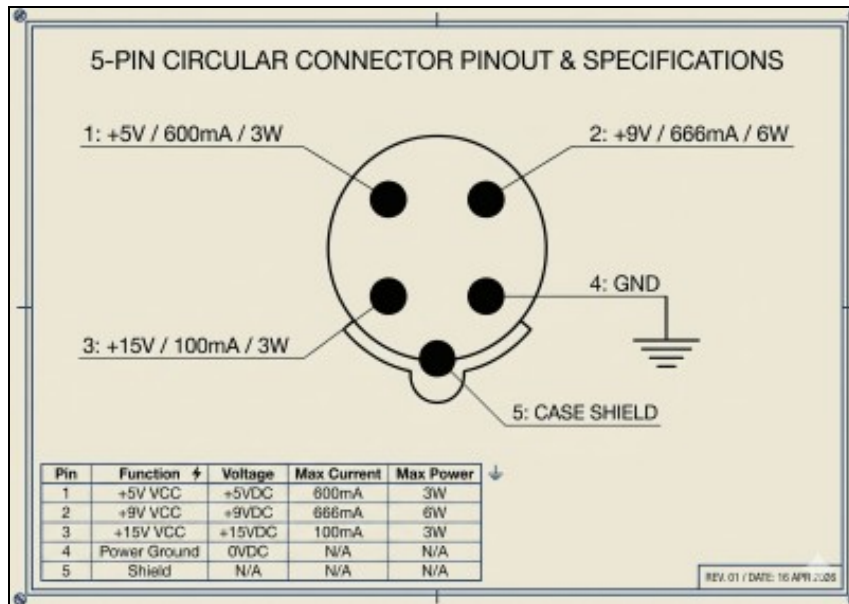 5-PIN CIRCULAR CONNECTOR PINOUT & SPECIFICATIONS
1: +5V / 600mA / 3W
2: +9V / 666mA / 6W
4: GND
3: +15V / 100mA / 3W
5: CASE SHIELD
Pin Function Voltage Max Current Max Power
1 +5V VCC +5VDC 600mA 3W
2 +9V VCC +9VDC 666mA 6W
3 +15V VCC +15VDC 100mA 3W
4 Power Ground 0VDC N/A N/A
5 Shield N/A N/A N/A
REV. 01 / DATE: 16 APR 2026